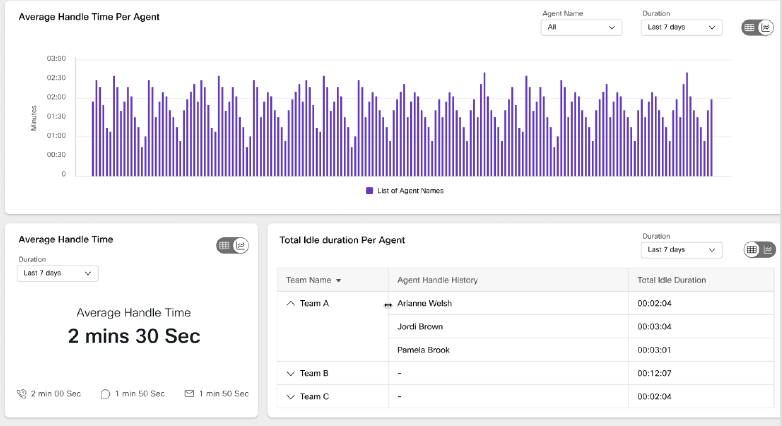 Average Handle Time Per Agent
Agent Name
All
Duration
Last 7 days
03:00
02:30
02:00
01:30
01:00
00:30
0
Minutes
List of Agent Names
Average Handle Time
Duration
Last 7 days
Average Handle Time
2 mins 30 Sec
2 min 00 Sec 1 min 50 Sec 1 min 50 Sec
Total Idle duration Per Agent
Duration
Last 7 days
Team Name Agent Handle History Total Idle Duration
Team A Arianne Welsh 00:02:04
Jordi Brown 00:03:04
Pamela Brook 00:03:01
Team B - 00:12:07
Team C - 00:02:04